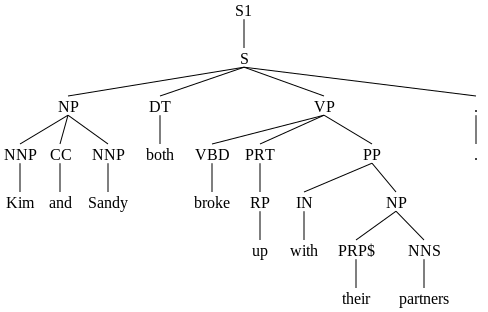 S1
S
NP DT VP .
NNP CC NNP both VBD PRT PP .
Kim and Sandy broke RP IN NP
up with PRP$ NNS
their partners